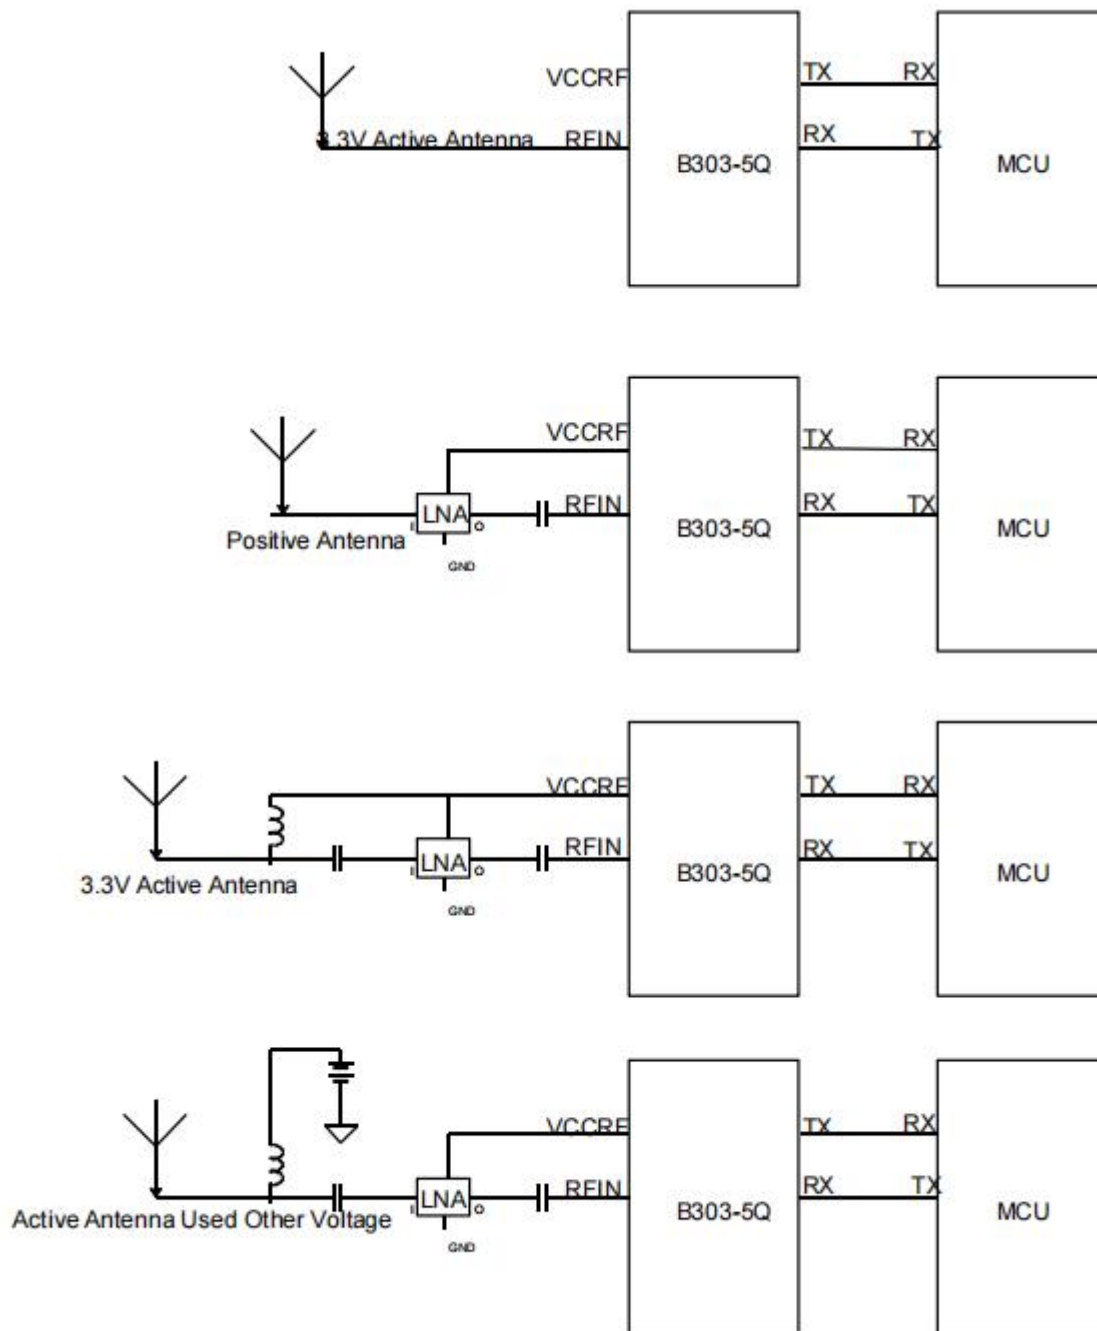 VCCRF TX RX
3.3V Active Antenna RFIN RX TX
B303-5Q MCU
VCCRF TX RX
LNA RFIN RX TX
I O
Positive Antenna B303-5Q MCU
GND
VCCRF TX RX
LNA RFIN RX TX
I O
3.3V Active Antenna B303-5Q MCU
GND
VCCRF TX RX
LNA RFIN RX TX
I O
Active Antenna Used Other Voltage B303-5Q MCU
GND